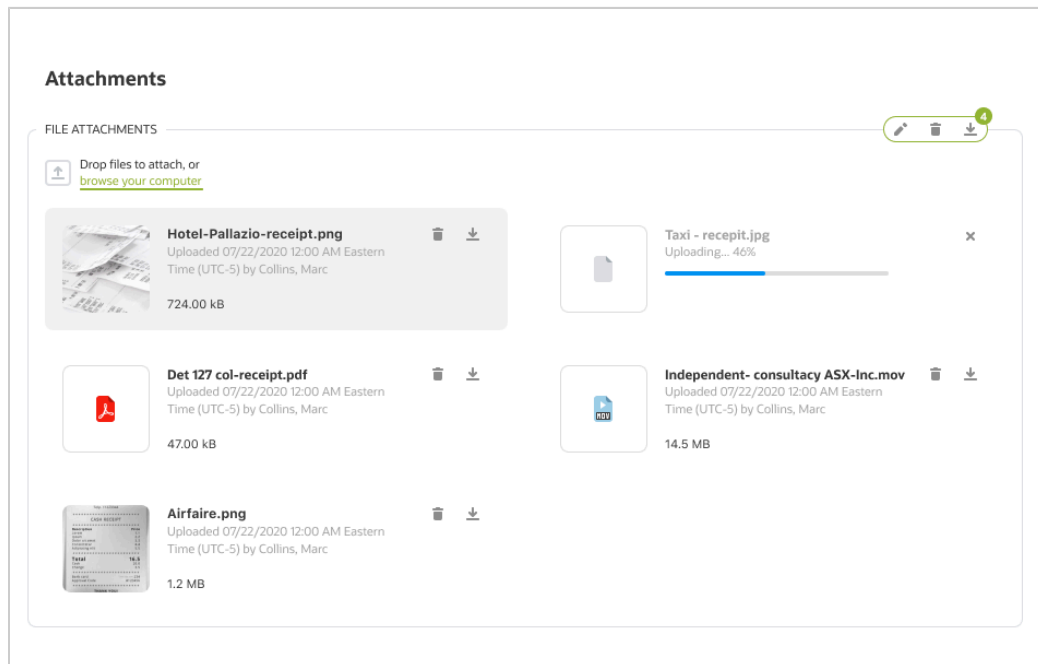 Attachments
FILE ATTACHMENTS
4
Drop files to attach, or
browse your computer
Hotel-Pallazio-receipt.png
Uploaded 07/22/2020 12:00 AM Eastern
Time (UTC-5) by Collins, Marc
724.00 kB
Taxi - recepit.jpg
Uploading... 46%
Det 127 col-receipt.pdf
Uploaded 07/22/2020 12:00 AM Eastern
Time (UTC-5) by Collins, Marc
47.00 kB
MOV
Independent- consultacy ASX-Inc.mov
Uploaded 07/22/2020 12:00 AM Eastern
Time (UTC-5) by Collins, Marc
14.5 MB
CASH RECEIPT
Total 16.5
Airfaire.png
Uploaded 07/22/2020 12:00 AM Eastern
Time (UTC-5) by Collins, Marc
1.2 MB